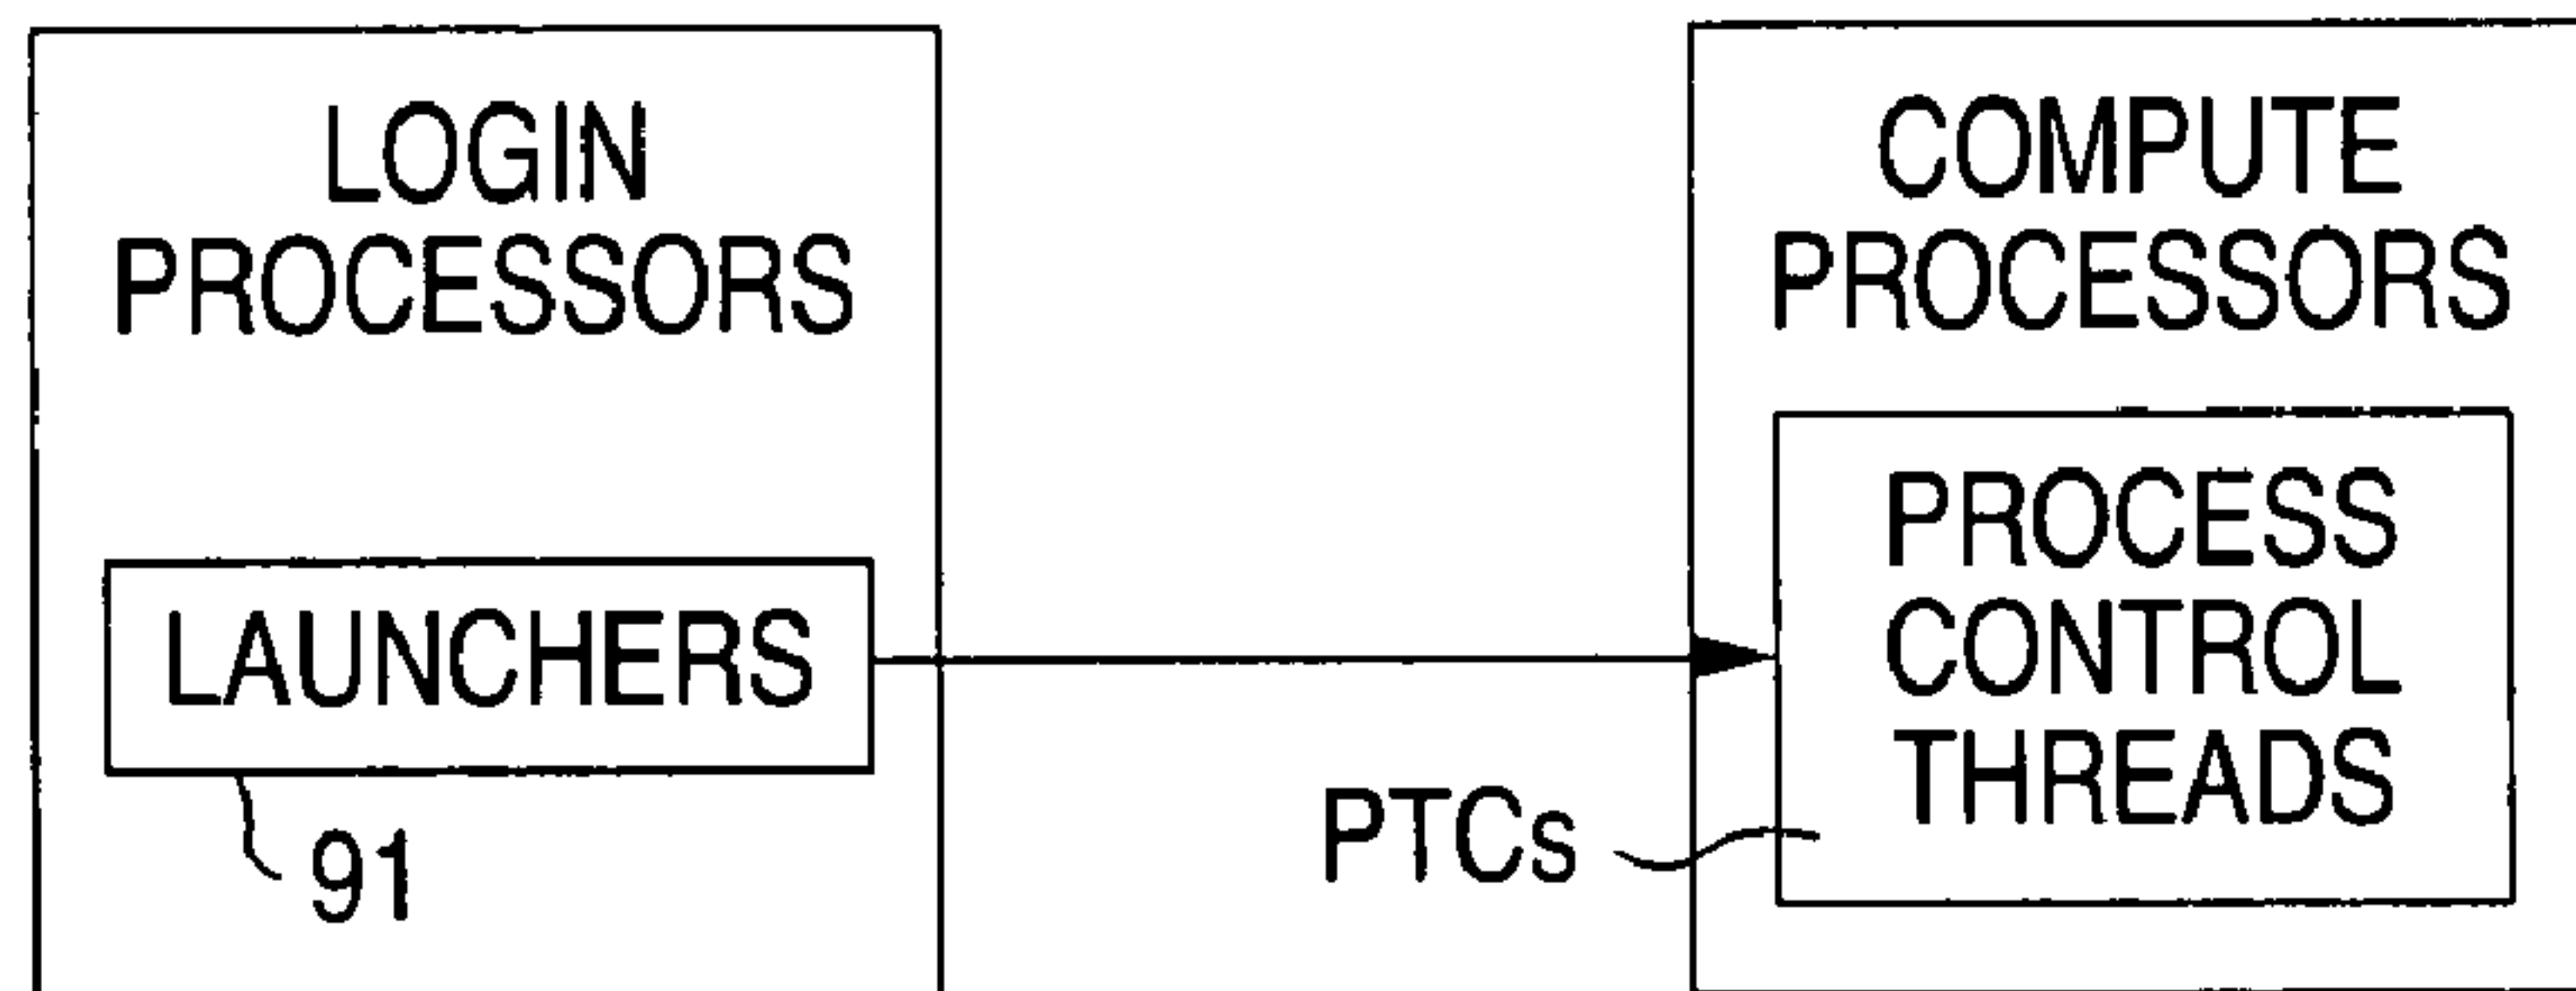 LOGIN
PROCESSORS
LAUNCHERS
91
COMPUTE
PROCESSORS
PROCESS
CONTROL
THREADS
PTCs